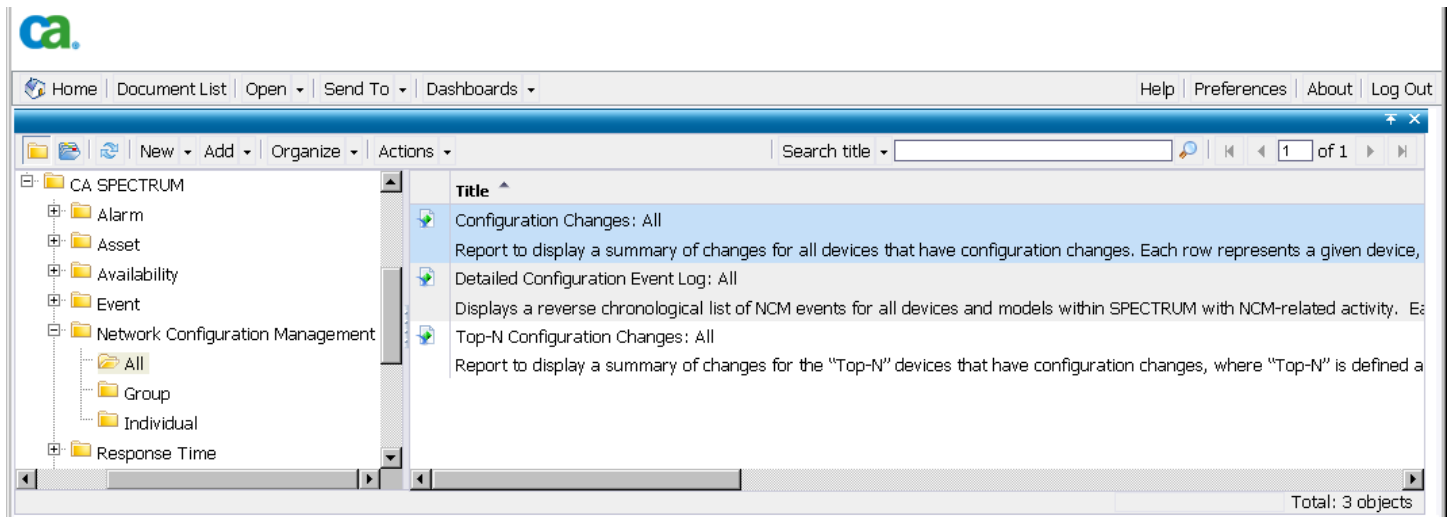 ca.
Home Document List Open Send To Dashboards Help Preferences About Log Out
New Add Organize Actions Search title 1 of 1
CA SPECTRUM
Alarm
Asset
Availability
Event
Network Configuration Management
All
Group
Individual
Response Time
Title
Configuration Changes: All
Report to display a summary of changes for all devices that have configuration changes. Each row represents a given device,
Detailed Configuration Event Log: All
Displays a reverse chronological list of NCM events for all devices and models within SPECTRUM with NCM-related activity.
Top-N Configuration Changes: All
Report to display a summary of changes for the “Top-N” devices that have configuration changes, where “Top-N” is defined a
Total: 3 objects